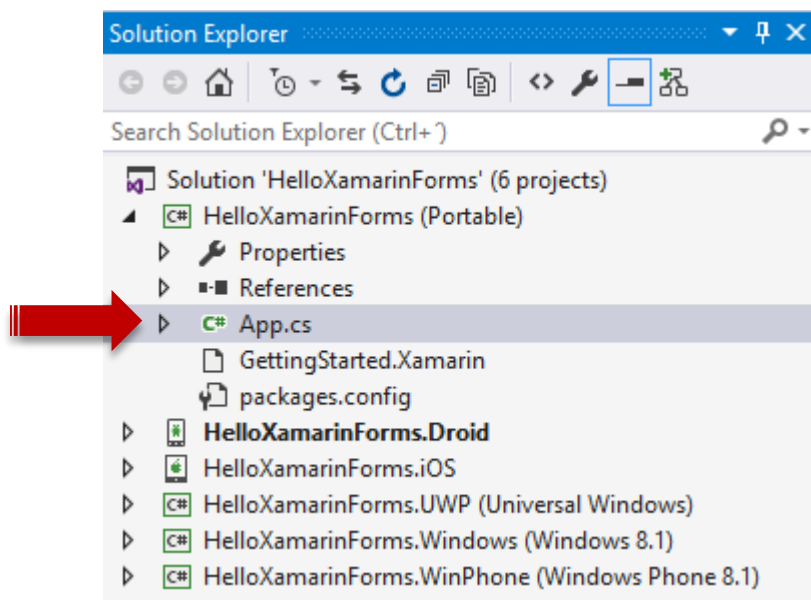 Solution Explorer
Search Solution Explorer (Ctrl+´)
Solution 'HelloXamarinForms' (6 projects)
C# HelloXamarinForms (Portable)
Properties
References
C# App.cs
GettingStarted.Xamarin
packages.config
HelloXamarinForms.Droid
HelloXamarinForms.iOS
C# HelloXamarinForms.UWP (Universal Windows)
C# HelloXamarinForms.Windows (Windows 8.1)
C# HelloXamarinForms.WinPhone (Windows Phone 8.1)